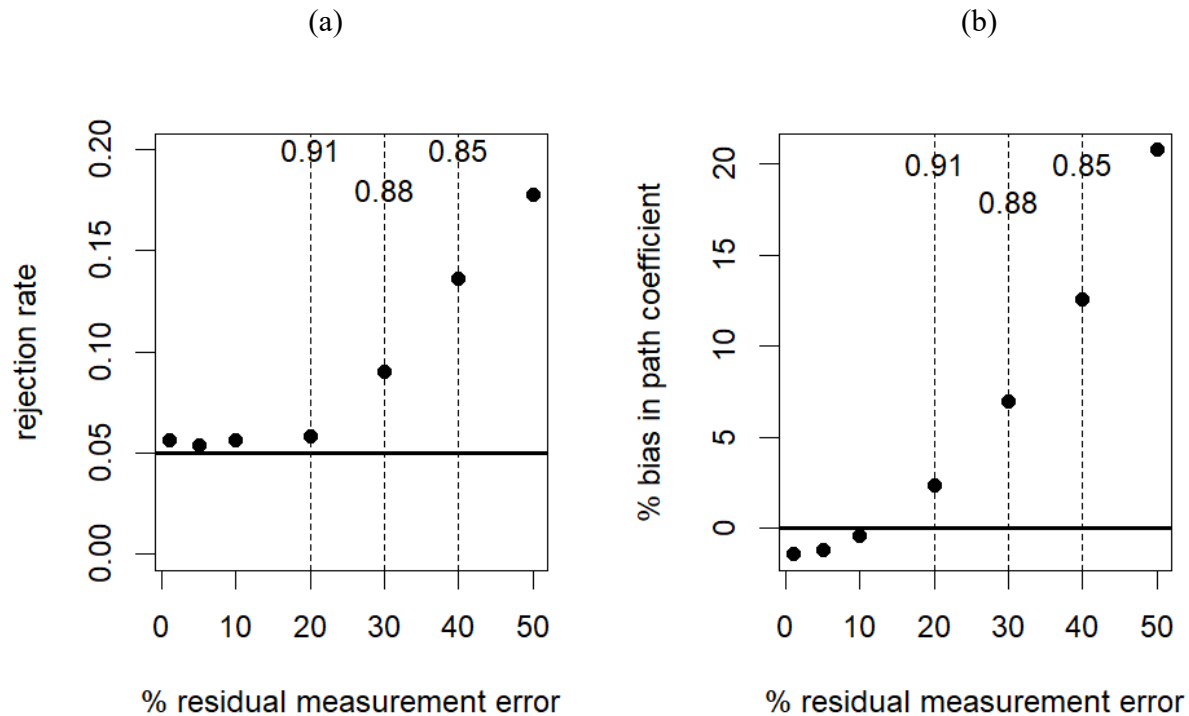 (a)
rejection rate
0.20
0.15
0.10
0.05
0.00
0.91
0.85
0.88
0 10 20 30 40 50
% residual measurement error
(b)
% bias in path coefficient
20
15
10
5
0
0.91
0.85
0.88
0 10 20 30 40 50
% residual measurement error